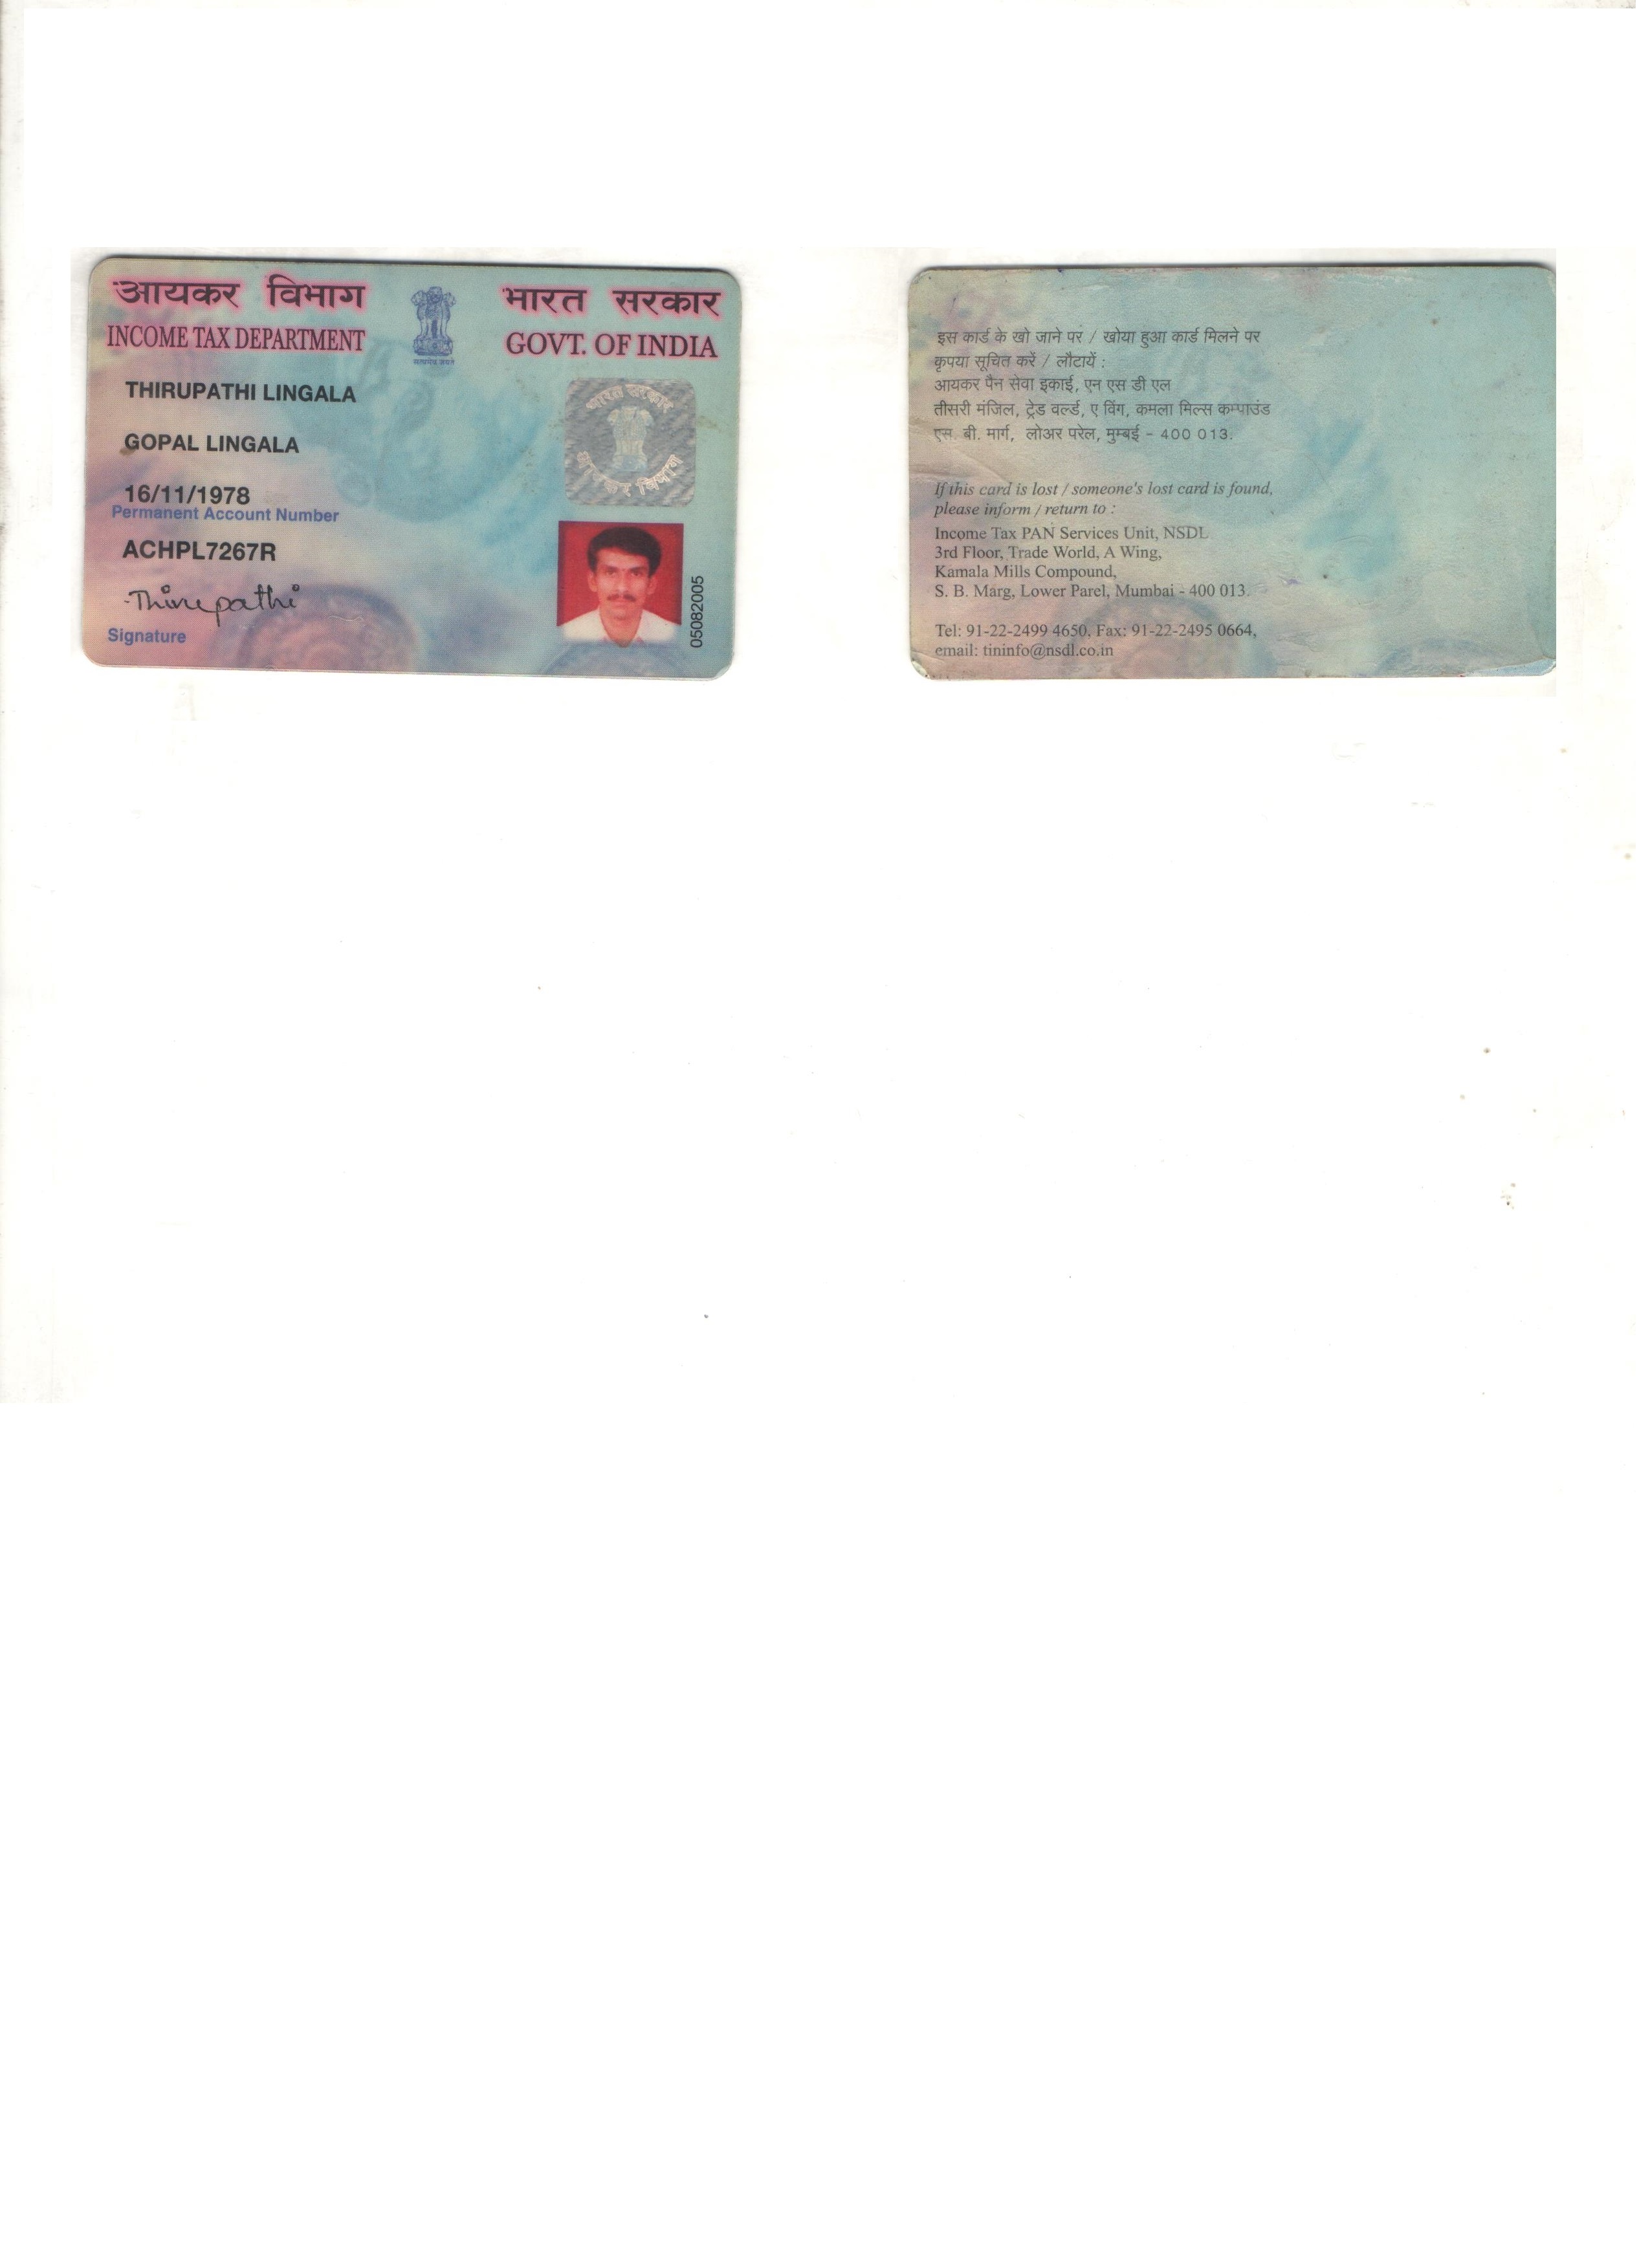 आयकर विभाग
INCOME TAX DEPARTMENT
सत्यमेव जयते
भारत सरकार
GOVT. OF INDIA
THIRUPATHI LINGALA
GOPAL LINGALA
16/11/1978
Permanent Account Number
ACHPL7267R
Thirupathi
Signature
भारत सरकार
आयकर विभाग
05082005
इस कार्ड के खो जाने पर / खोया हुआ कार्ड मिलने पर
कृपया सूचित करें / लौटायें :
आयकर पैन सेवा इकाई, एन एस डी एल
तीसरी मंजिल, ट्रेड वर्ल्ड, ए विंग, कमला मिल्स कम्पाउंड
एस. बी. मार्ग, लोअर परेल, मुम्बई - 400 013.
If this card is lost / someone's lost card is found,
please inform / return to :
Income Tax PAN Services Unit, NSDL
3rd Floor, Trade World, A Wing,
Kamala Mills Compound,
S. B. Marg, Lower Parel, Mumbai - 400 013.
Tel: 91-22-2499 4650, Fax: 91-22-2495 0664,
email: tininfo@nsdl.co.in